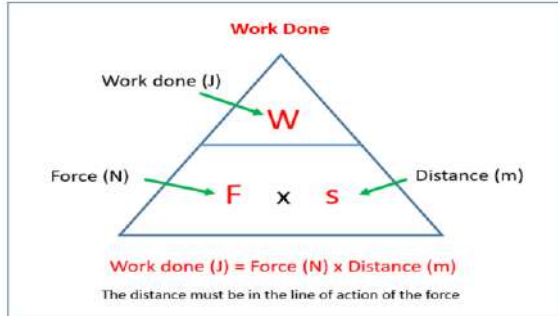 Work Done
Work done (J)
W
Force (N)
F x s
Distance (m)
Work done (J) = Force (N) x Distance (m)
The distance must be in the line of action of the force